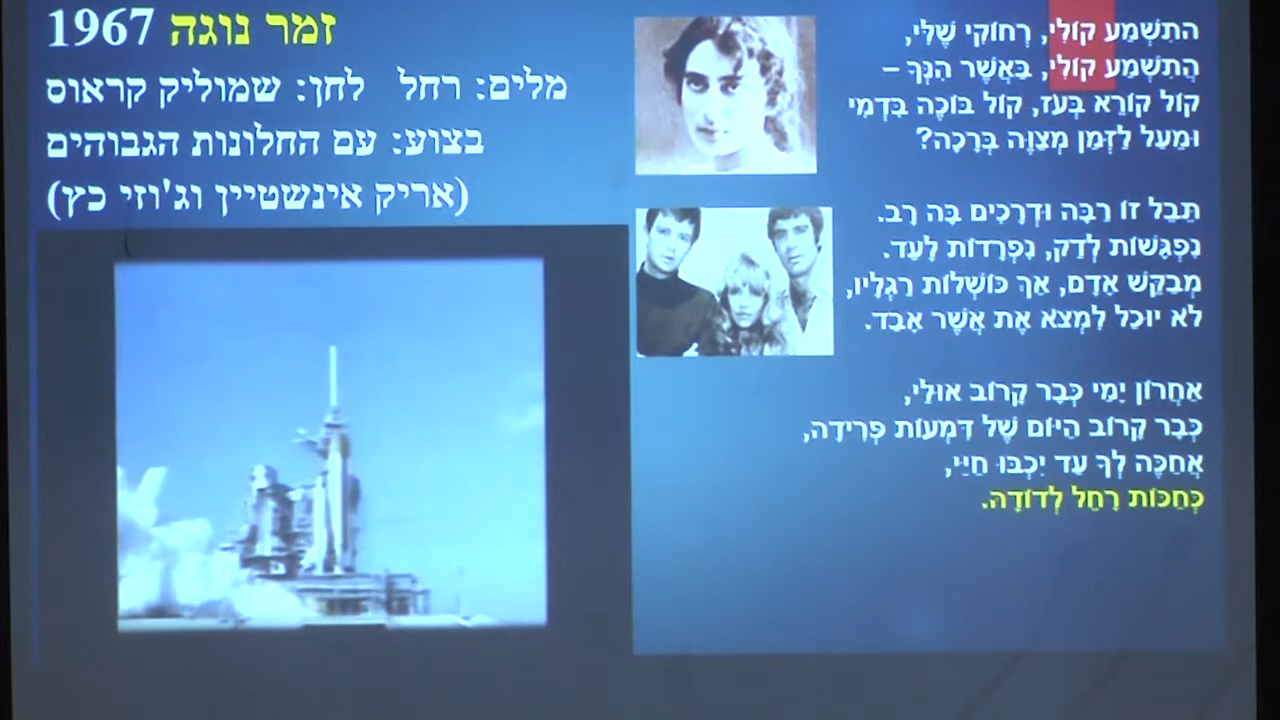 זמר נוגה 1967
מלים: רחל לחן: שמוליק קראוס
בצוע: עם החלונות הגבוהים
(אריק אינשטיין וג'וזי כץ)
הֲתִשְׁמַע קוֹלִי, רְחוֹקִי שֶׁלִּי,
הֲתִשְׁמַע קוֹלִי, בַּאֲשֶׁר הִנְּךָ –
קוֹל קוֹרֵא בְּעֹז, קוֹל בּוֹכֶה בִּדְמִי
וּמֵעַל לַזְּמַן מְצַוֶּה בְּרָכָה?
תֵּבֵל זוֹ רַבָּה וּדְרָכִים בָּהּ רָב.
נִפְגָּשׁוֹת לְדַק, נִפְרָדוֹת לָעַד.
מְבַקֵּשׁ אָדָם, אַךְ כּוֹשְׁלוֹת רַגְלָיו,
לֹא יוּכַל לִמְצֹא אֶת אֲשֶׁר אָבַד.
אַחֲרוֹן יָמַי כְּבָר קָרוֹב אוּלַי,
כְּבָר קָרוֹב הַיּוֹם שֶׁל דִּמְעוֹת פְּרִידָה,
אֲחַכֶּה לְךָ עַד יִכְבּוּ חַיַּי,
כְּחַכּוֹת רָחֵל לְדוֹדָהּ.